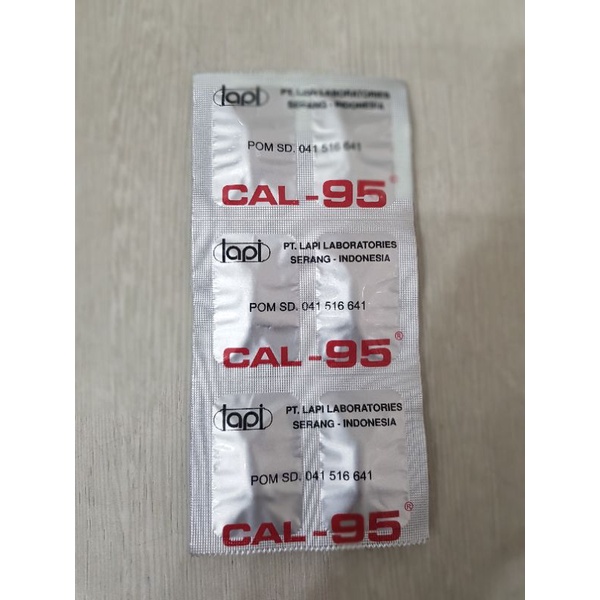 lapi PT. LAPI LABORATORIES
SERANG - INDONESIA
POM SD. 041 516 641
CAL-95®
lapi PT. LAPI LABORATORIES
SERANG - INDONESIA
POM SD. 041 516 641
CAL-95®
lapi PT. LAPI LABORATORIES
SERANG - INDONESIA
POM SD. 041 516 641
CAL-95®